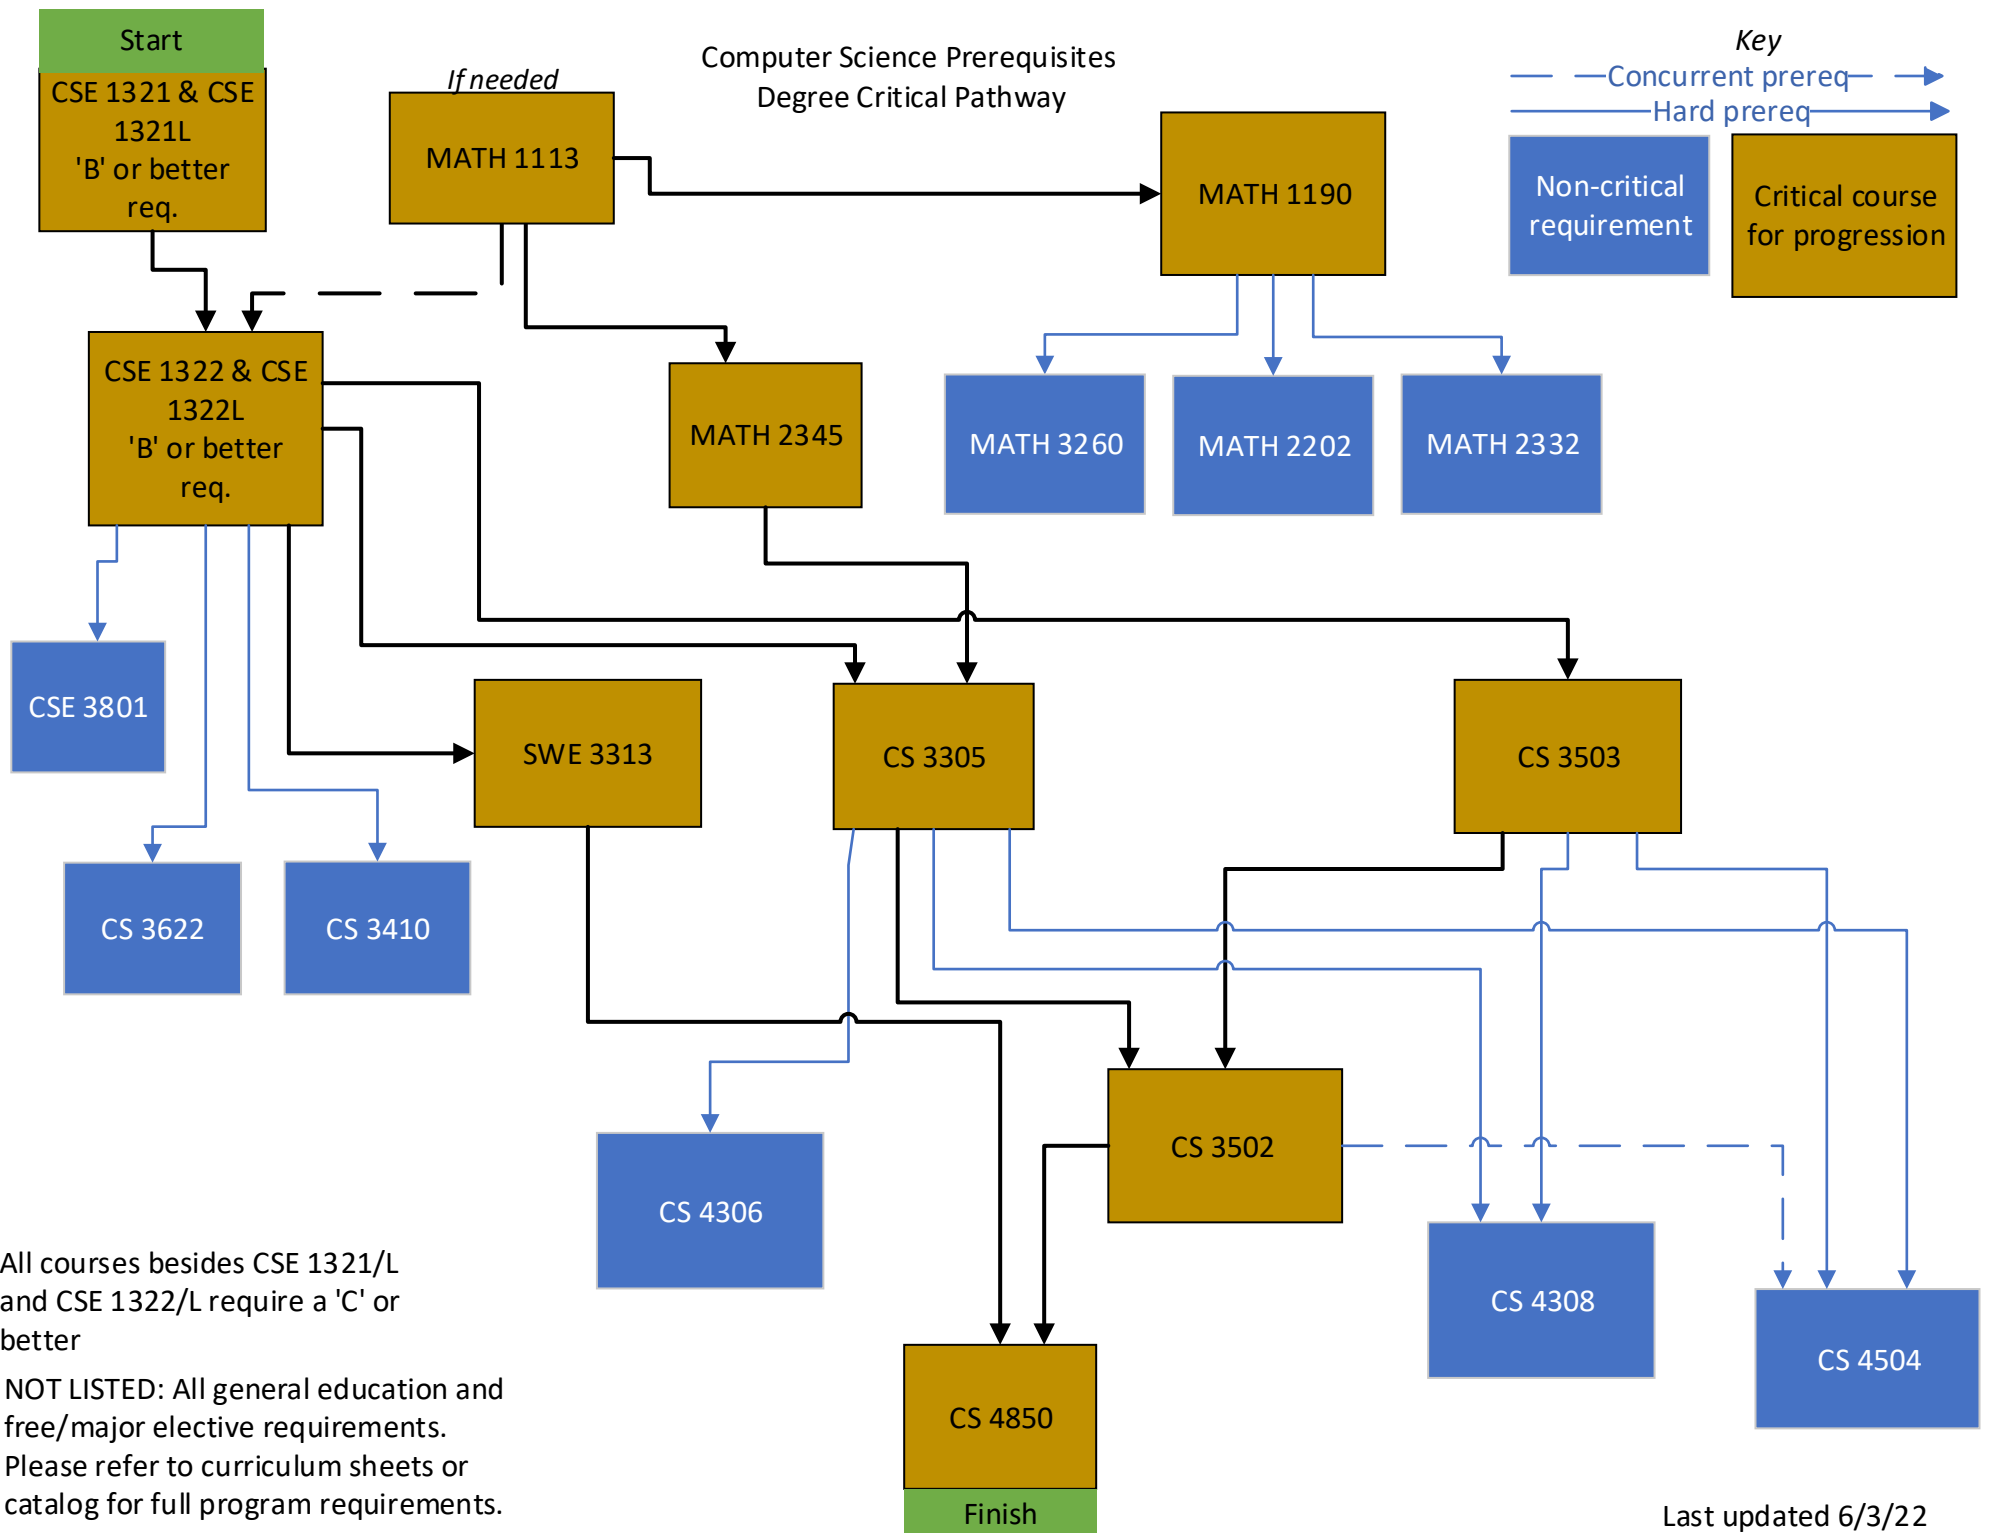 Start
CSE 1321 & CSE
1321L
'B' or better
req.
If needed
MATH 1113
Computer Science Prerequisites
Degree Critical Pathway
MATH 1190
Key
Concurrent prereq
Hard prereq
Non-critical
requirement
Critical course
for progression
CSE 1322 & CSE
1322L
'B' or better
req.
MATH 2345
MATH 3260
MATH 2202
MATH 2332
CSE 3801
SWE 3313
CS 3305
CS 3503
CS 3622
CS 3410
CS 4306
CS 3502
CS 4308
CS 4504
All courses besides CSE 1321/L
and CSE 1322/L require a 'C' or
better
NOT LISTED: All general education and
free/major elective requirements.
Please refer to curriculum sheets or
catalog for full program requirements.
CS 4850
Finish
Last updated 6/3/22